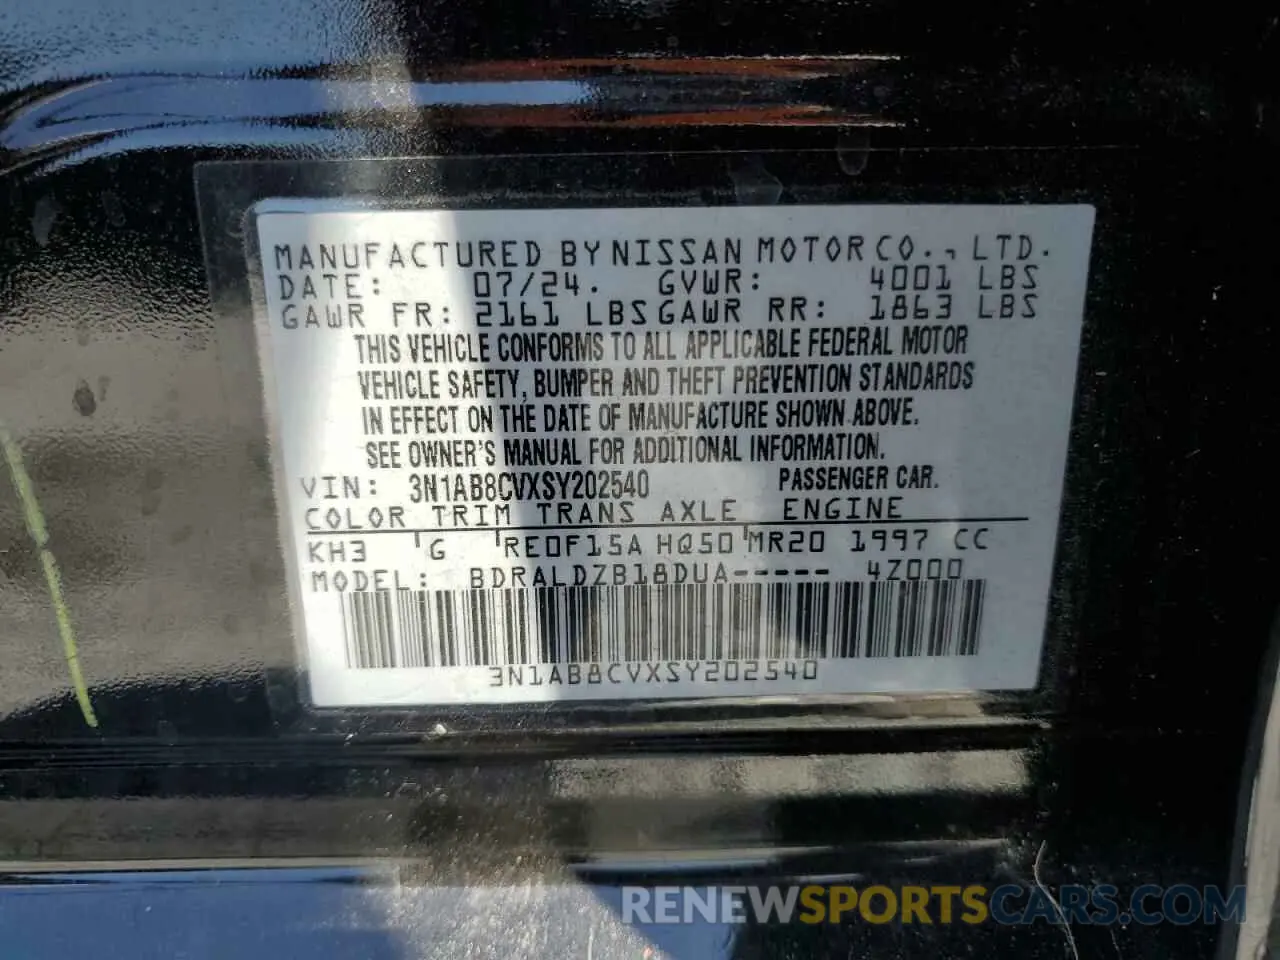 MANUFACTURED BY NISSAN MOTOR CO., LTD.
DATE: 07/24. GVWR: 4001 LBS
GAWR FR: 2161 LBS GAWR RR: 1863 LBS
THIS VEHICLE CONFORMS TO ALL APPLICABLE FEDERAL MOTOR
VEHICLE SAFETY, BUMPER AND THEFT PREVENTION STANDARDS
IN EFFECT ON THE DATE OF MANUFACTURE SHOWN ABOVE.
SEE OWNER'S MANUAL FOR ADDITIONAL INFORMATION.
VIN: 3N1AB8CVXSY202540 PASSENGER CAR.
COLOR TRIM TRANS AXLE ENGINE
KH3 G RE0F15A HQ50 MR20 1997 CC
MODEL: BDRALDZB18DUA----- 4Z000
3N1AB8CVXSY202540
RENEWSPORTSCARS.COM